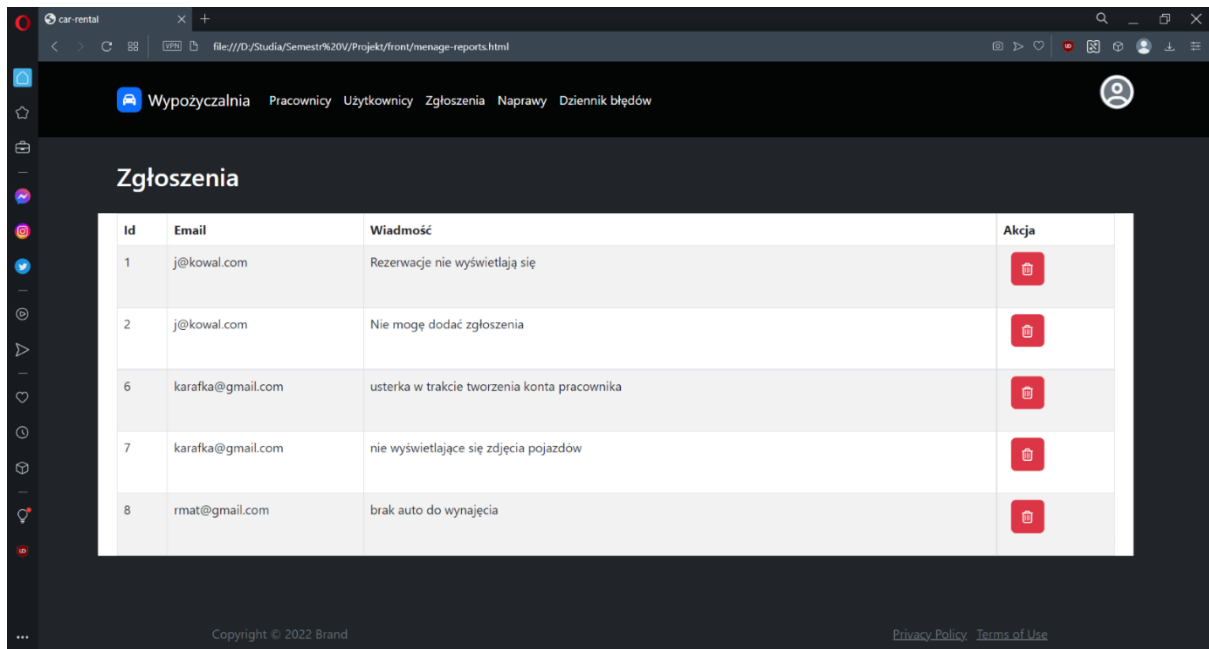 car-rental
VPN file:///D:/Studia/Semestr%20V/Projekt/front/menage-reports.html
Wypożyczalnia Pracownicy Użytkownicy Zgłoszenia Naprawy Dziennik błędów
Zgłoszenia
Id Email Wiadmość Akcja
1 j@kowal.com Rezerwacje nie wyświetlają się
2 j@kowal.com Nie mogę dodać zgłoszenia
6 karafka@gmail.com usterka w trakcie tworzenia konta pracownika
7 karafka@gmail.com nie wyświetlające się zdjęcia pojazdów
8 rmat@gmail.com brak auto do wynajęcia
Copyright © 2022 Brand Privacy Policy Terms of Use